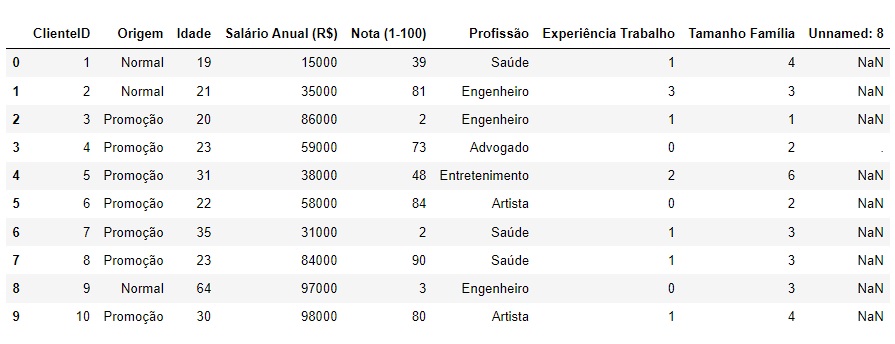 ClienteID Origem Idade Salário Anual (R$) Nota (1-100) Profissão Experiência Trabalho Tamanho Família Unnamed: 8
0 1 Normal 19 15000 39 Saúde 1 4 NaN
1 2 Normal 21 35000 81 Engenheiro 3 3 NaN
2 3 Promoção 20 86000 2 Engenheiro 1 1 NaN
3 4 Promoção 23 59000 73 Advogado 0 2 .
4 5 Promoção 31 38000 48 Entretenimento 2 6 NaN
5 6 Promoção 22 58000 84 Artista 0 2 NaN
6 7 Promoção 35 31000 2 Saúde 1 3 NaN
7 8 Promoção 23 84000 90 Saúde 1 3 NaN
8 9 Normal 64 97000 3 Engenheiro 0 3 NaN
9 10 Promoção 30 98000 80 Artista 1 4 NaN